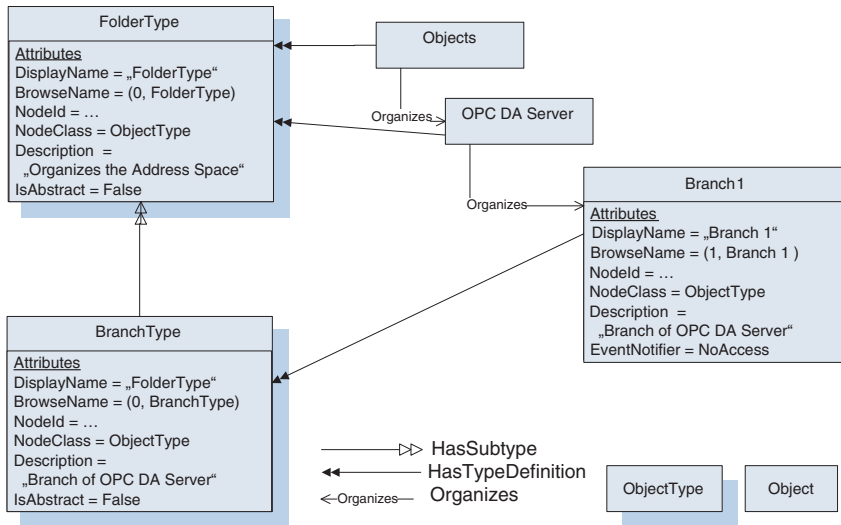 FolderType
Attributes
DisplayName = „FolderType“
BrowseName = (0, FolderType)
NodeId = ...
NodeClass = ObjectType
Description =
„Organizes the Address Space“
IsAbstract = False
Objects
Organizes
OPC DA Server
Organizes
Branch1
Attributes
DisplayName = „Branch 1“
BrowseName = (1, Branch 1 )
NodeId = ...
NodeClass = ObjectType
Description =
„Branch of OPC DA Server“
EventNotifier = NoAccess
BranchType
Attributes
DisplayName = „FolderType“
BrowseName = (0, BranchType)
NodeId = ...
NodeClass = ObjectType
Description =
„Branch of OPC DA Server“
IsAbstract = False
HasSubtype
HasTypeDefinition
Organizes Organizes
ObjectType
Object